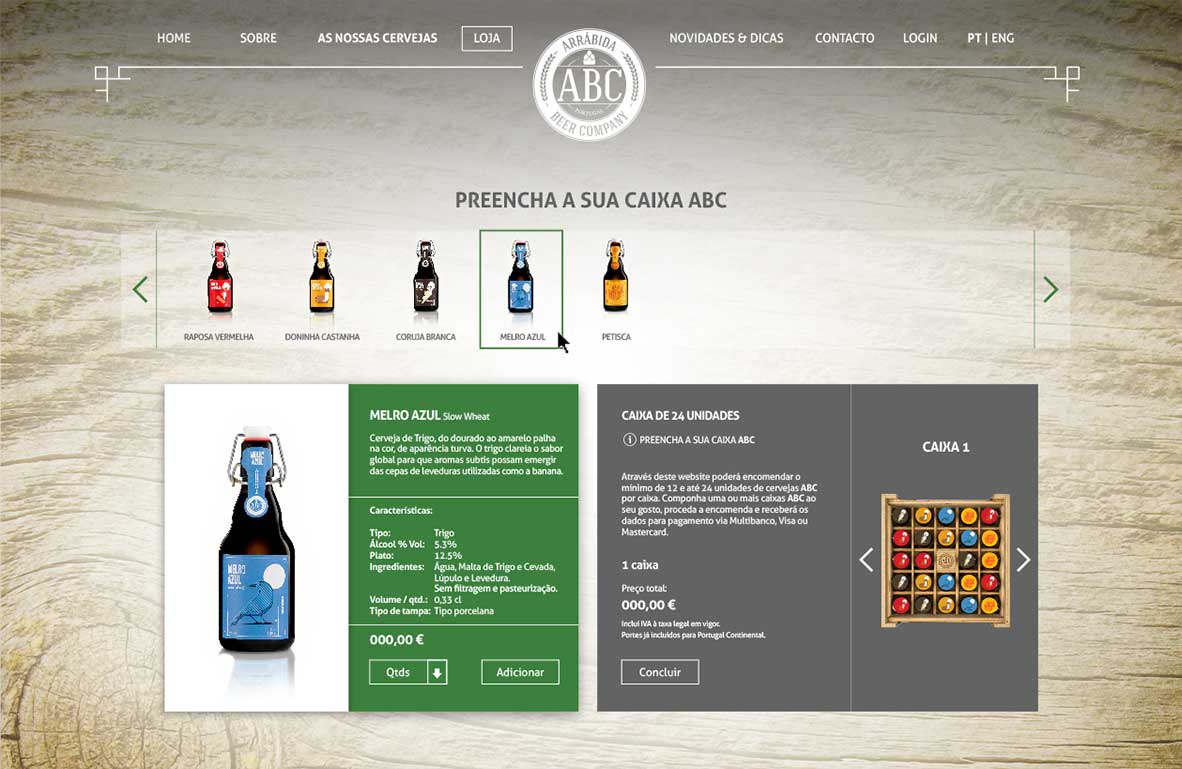 HOME
SOBRE
AS NOSSAS CERVEJAS
LOJA
ARRÁBIDA
ABC
PORTUGAL
BEER COMPANY
NOVIDADES & DICAS
CONTACTO
LOGIN
PT | ENG
PREENCHA A SUA CAIXA ABC
RAPOSA VERMELHA
DONINHA CASTANHA
CORUJA BRANCA
MELRO AZUL
PETISCA
MELRO
AZUL
MELRO
AZUL
MELRO AZUL Slow Wheat
Cerveja de Trigo, do dourado ao amarelo palha
na cor, de aparência turva. O trigo clareia o sabor
global para que aromas subtis possam emergir
das cepas de leveduras utilizadas como a banana.
Características:
Tipo: Trigo
Álcool % Vol: 5.3%
Plato: 12.5%
Ingredientes: Água, Malta de Trigo e Cevada,
Lúpulo e Levedura.
Sem filtragem e pasteurização.
Volume / qtd.: 0,33 cl
Tipo de tampa: Tipo porcelana
000,00 €
Qtds
Adicionar
CAIXA DE 24 UNIDADES
PREENCHA A SUA CAIXA ABC
Através deste website poderá encomendar o
mínimo de 12 e até 24 unidades de cervejas ABC
por caixa. Componha uma ou mais caixas ABC ao
seu gosto, proceda a encomenda e receberá os
dados para pagamento via Multibanco, Visa ou
Mastercard.
1 caixa
Preço total:
000,00 €
Inclui IVA à taxa legal em vigor.
Portes já incluídos para Portugal Continental.
Concluir
CAIXA 1